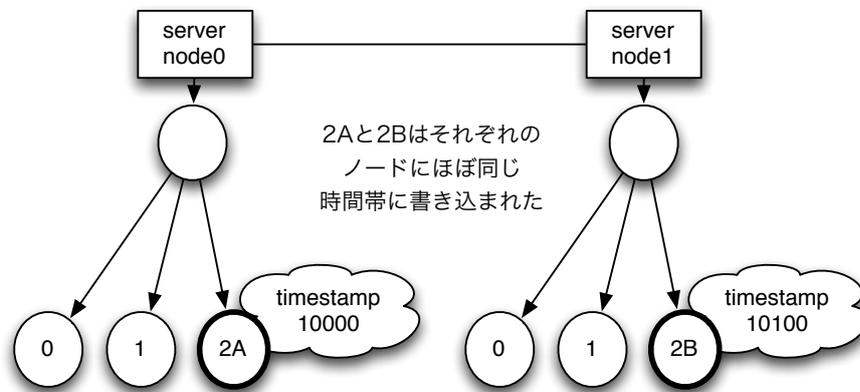 server
node0
server
node1
2Aと2Bはそれぞれの
ノードにほぼ同じ
時間帯に書き込まれた
timestamp
10000
timestamp
10100
0
1
2A
0
1
2B